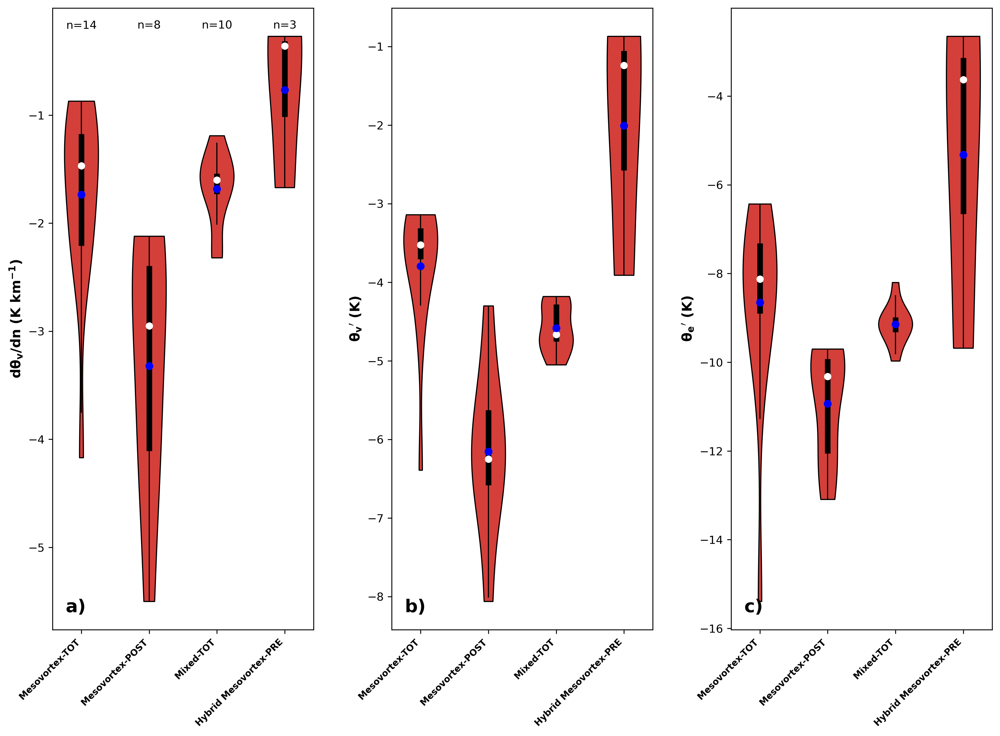 n=14 n=8 n=10 n=3
dθᵥ/dn (K km⁻¹)
−1
−2
−3
−4
−5
a)
Mesovortex-TOT
Mesovortex-POST
Mixed-TOT
Hybrid Mesovortex-PRE
θᵥ′ (K)
−1
−2
−3
−4
−5
−6
−7
−8
b)
Mesovortex-TOT
Mesovortex-POST
Mixed-TOT
Hybrid Mesovortex-PRE
θₑ′ (K)
−4
−6
−8
−10
−12
−14
−16
c)
Mesovortex-TOT
Mesovortex-POST
Mixed-TOT
Hybrid Mesovortex-PRE